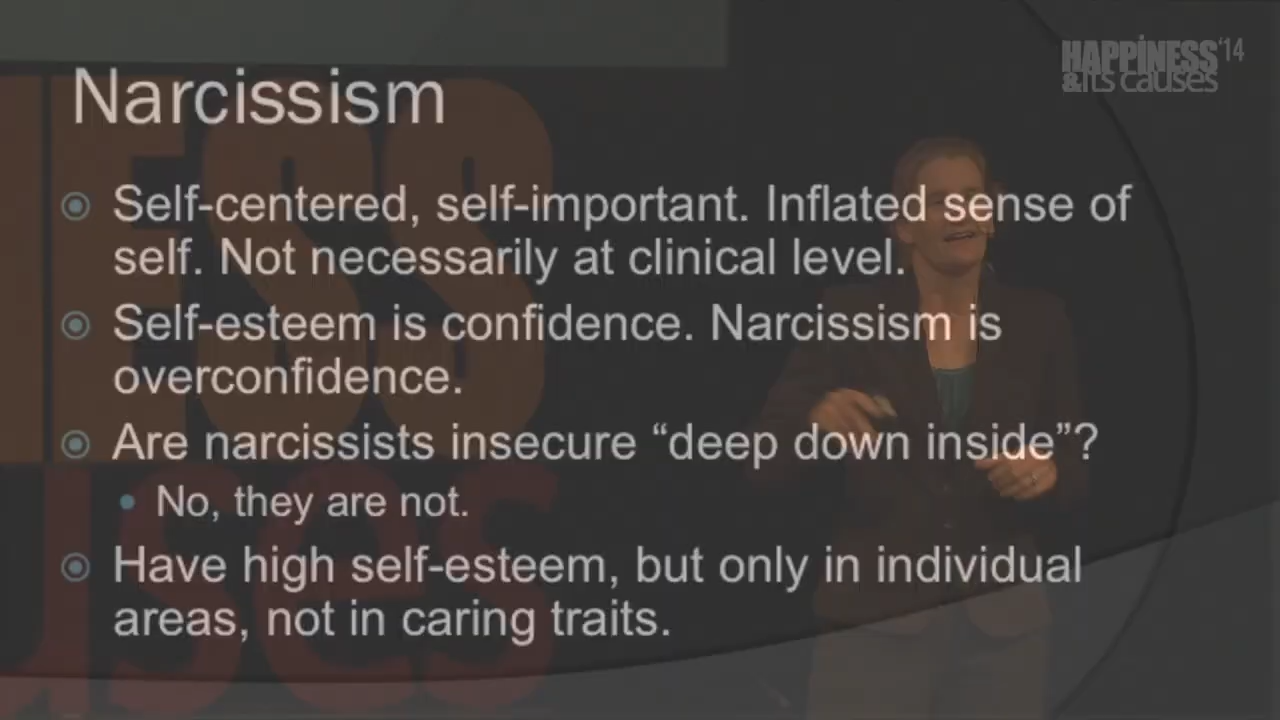 HAPPINESS '14
&its causes
Narcissism
Self-centered, self-important. Inflated sense of
self. Not necessarily at clinical level.
Self-esteem is confidence. Narcissism is
overconfidence.
Are narcissists insecure “deep down inside”?
No, they are not.
Have high self-esteem, but only in individual
areas, not in caring traits.
ESS
uses